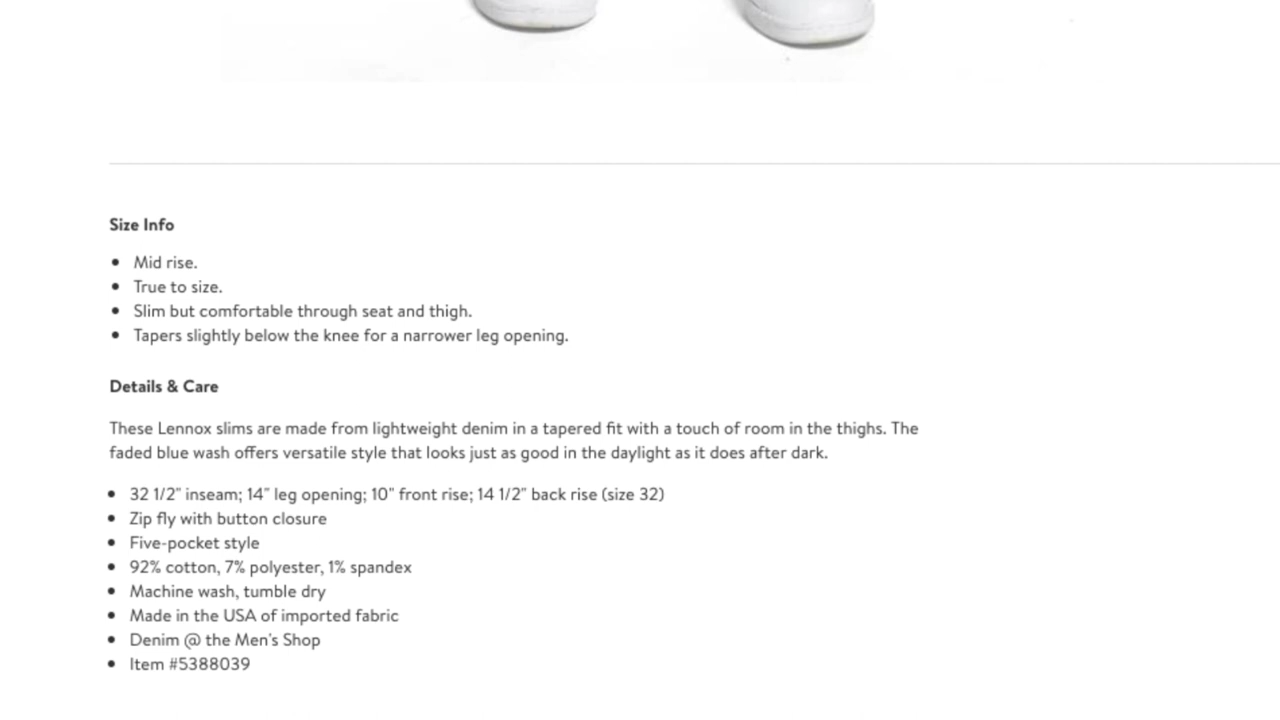 Size Info
Mid rise.
True to size.
Slim but comfortable through seat and thigh.
Tapers slightly below the knee for a narrower leg opening.
Details & Care
These Lennox slims are made from lightweight denim in a tapered fit with a touch of room in the thighs. The
faded blue wash offers versatile style that looks just as good in the daylight as it does after dark.
32 1/2" inseam; 14" leg opening; 10" front rise; 14 1/2" back rise (size 32)
Zip fly with button closure
Five-pocket style
92% cotton, 7% polyester, 1% spandex
Machine wash, tumble dry
Made in the USA of imported fabric
Denim @ the Men's Shop
Item #5388039